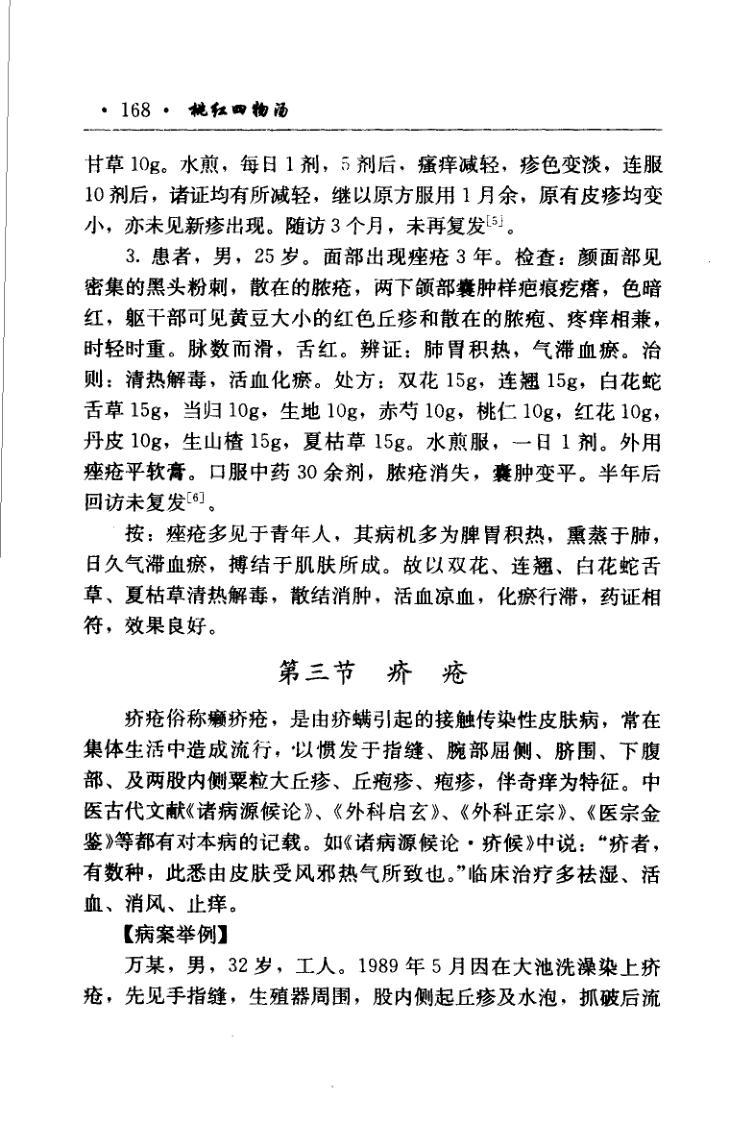 · 168 · 桃红四物汤
甘草 10g。水煎，每日 1 剂，5 剂后，瘙痒减轻，疹色变淡，连服
10 剂后，诸证均有所减轻，继以原方服用 1 月余，原有皮疹均变
小，亦未见新疹出现。随访 3 个月，未再复发[5]。
3. 患者，男，25 岁。面部出现痤疮 3 年。检查：颜面部见
密集的黑头粉刺，散在的脓疮，两下颌部囊肿样疤痕疙瘩，色暗
红，躯干部可见黄豆大小的红色丘疹和散在的脓疱、疼痒相兼，
时轻时重。脉数而滑，舌红。辨证：肺胃积热，气滞血瘀。治
则：清热解毒，活血化瘀。处方：双花 15g，连翘 15g，白花蛇
舌草 15g，当归 10g，生地 10g，赤芍 10g，桃仁 10g，红花 10g，
丹皮 10g，生山楂 15g，夏枯草 15g。水煎服，一日 1 剂。外用
痤疮平软膏。口服中药 30 余剂，脓疮消失，囊肿变平。半年后
回访未复发[6]。
按：痤疮多见于青年人，其病机多为脾胃积热，熏蒸于肺，
日久气滞血瘀，搏结于肌肤所成。故以双花、连翘、白花蛇舌
草、夏枯草清热解毒，散结消肿，活血凉血，化瘀行滞，药证相
符，效果良好。
第三节 疥 疮
疥疮俗称癞疥疮，是由疥螨引起的接触传染性皮肤病，常在
集体生活中造成流行，以惯发于指缝、腕部屈侧、脐围、下腹
部、及两股内侧粟粒大丘疹、丘疱疹、疱疹，伴奇痒为特征。中
医古代文献《诸病源候论》、《外科启玄》、《外科正宗》、《医宗金
鉴》等都有对本病的记载。如《诸病源候论·疥候》中说：“疥者，
有数种，此悉由皮肤受风邪热气所致也。”临床治疗多祛湿、活
血、消风、止痒。
【病案举例】
万某，男，32 岁，工人。1989 年 5 月因在大池洗澡染上疥
疮，先见手指缝，生殖器周围，股内侧起丘疹及水泡，抓破后流